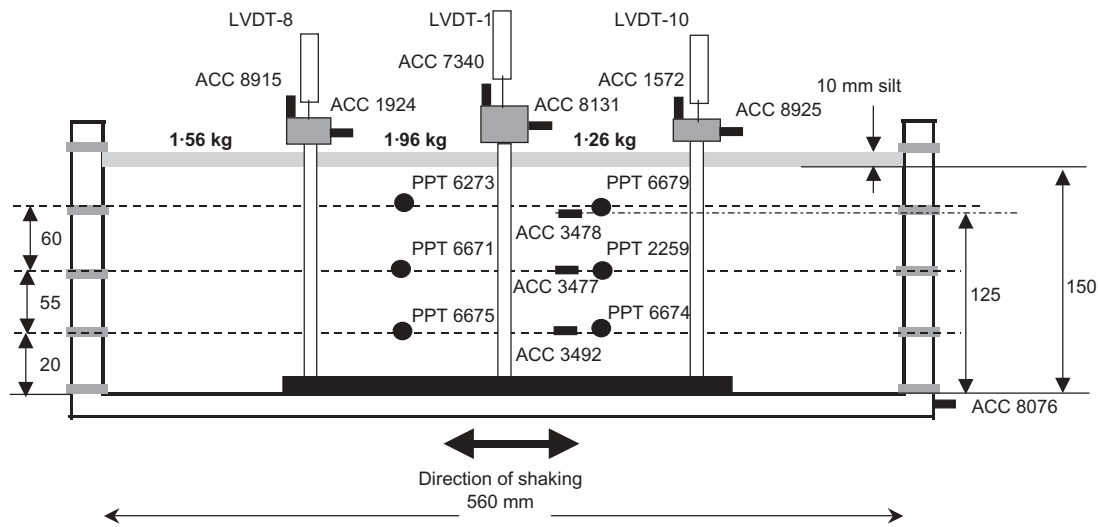 LVDT-8
LVDT-1
LVDT-10
ACC 7340
ACC 8915
ACC 1572
10 mm silt
ACC 1924
ACC 8131
ACC 8925
1·56 kg
1·96 kg
1·26 kg
PPT 6273
PPT 6679
ACC 3478
60
PPT 6671
PPT 2259
ACC 3477
125
150
55
PPT 6675
PPT 6674
ACC 3492
20
ACC 8076
Direction of shaking
560 mm